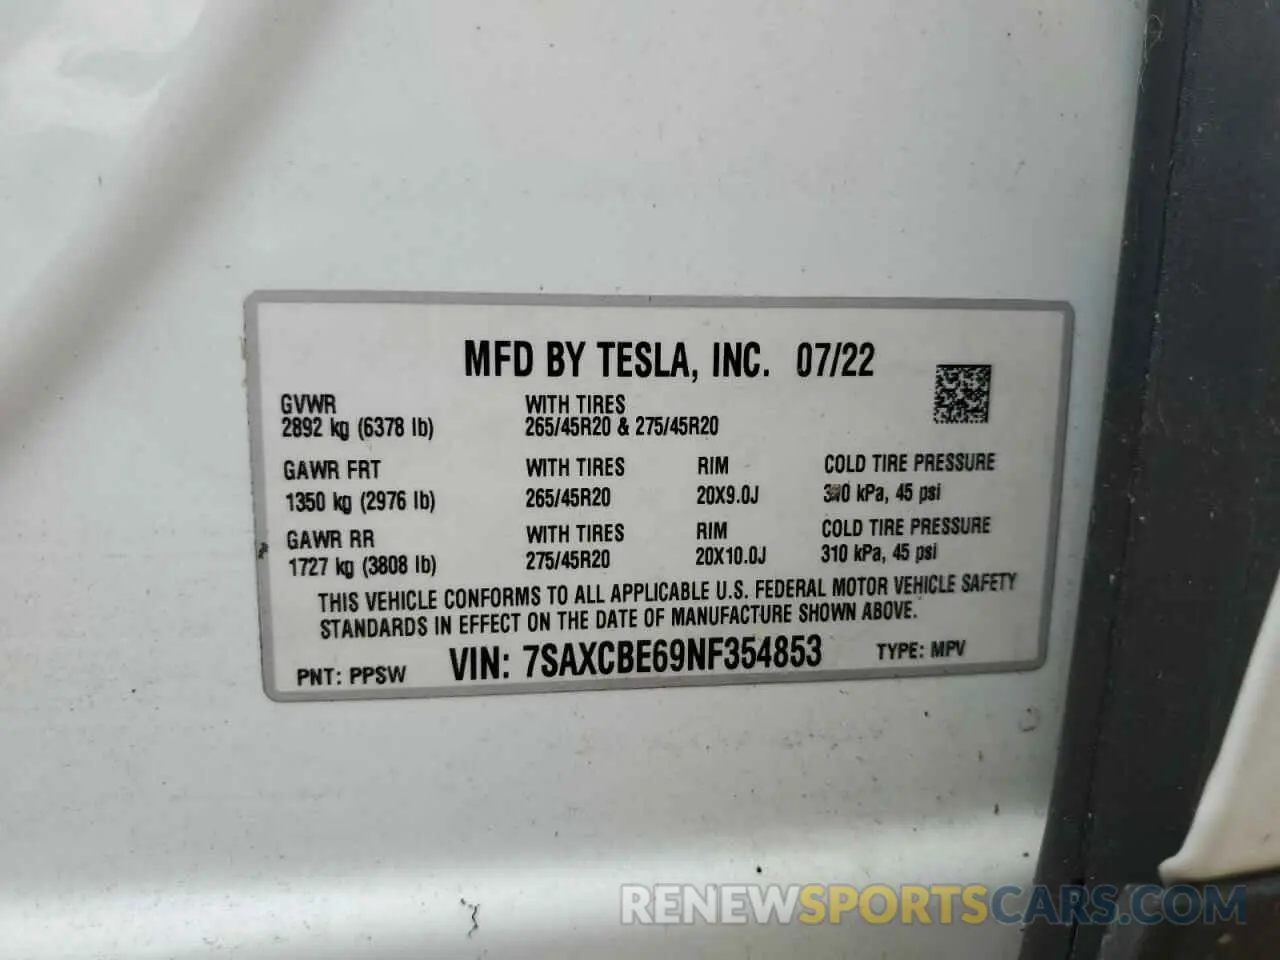 MFD BY TESLA, INC. 07/22
GVWR WITH TIRES
2892 kg (6378 lb) 265/45R20 & 275/45R20
GAWR FRT WITH TIRES RIM COLD TIRE PRESSURE
1350 kg (2976 lb) 265/45R20 20X9.0J 310 kPa, 45 psi
GAWR RR WITH TIRES RIM COLD TIRE PRESSURE
1727 kg (3808 lb) 275/45R20 20X10.0J 310 kPa, 45 psi
THIS VEHICLE CONFORMS TO ALL APPLICABLE U.S. FEDERAL MOTOR VEHICLE SAFETY
STANDARDS IN EFFECT ON THE DATE OF MANUFACTURE SHOWN ABOVE.
PNT: PPSW VIN: 7SAXCBE69NF354853 TYPE: MPV
RENEWSPORTSCARS.COM